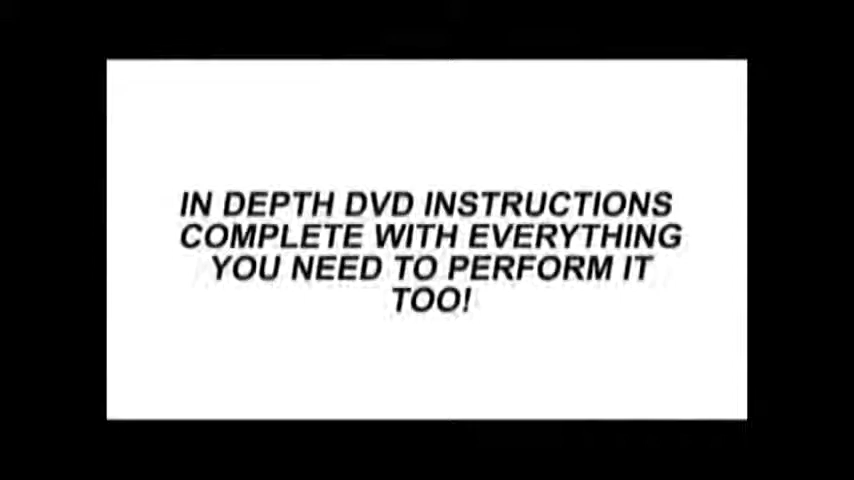 IN DEPTH DVD INSTRUCTIONS
COMPLETE WITH EVERYTHING
YOU NEED TO PERFORM IT
TOO!